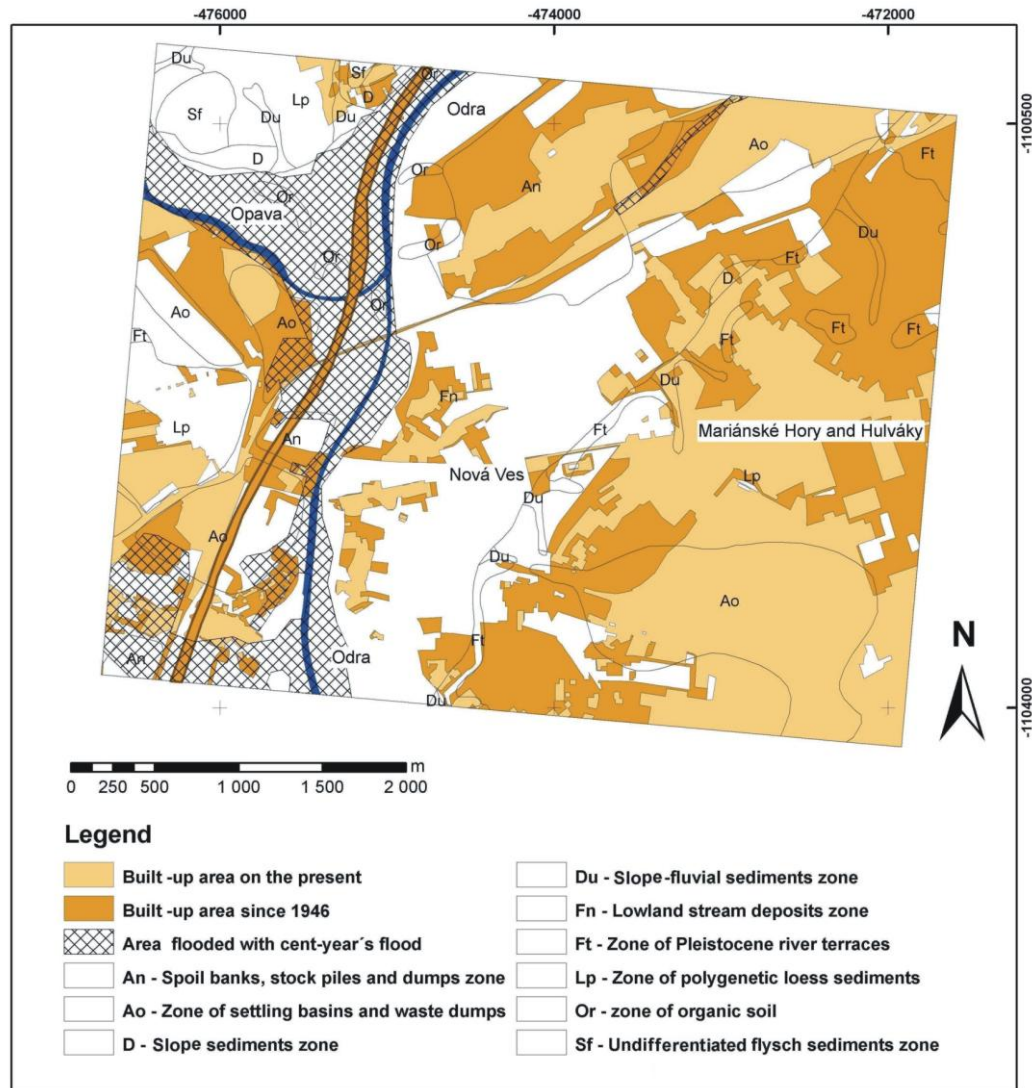 -476000
-474000
-472000
Du
Sf
Or
Sf
Lp
D
Odra
Du
Du
-1100500
D
Ao
Ft
Or
Or
An
Opava
Du
Or
Or
Ft
D
Ao
Or
Ao
Ft
Ft
Ao
Ft
Du
Fn
Lp
Ft
Mariánské Hory and Hulváky
An
Nová Ves
Lp
Du
Ao
Du
Ao
Ft
N
An
Odra
Du
-1104000
m
0 250 500 1 000 1 500 2 000
Legend
Built -up area on the present
Built -up area since 1946
Area flooded with cent-year´s flood
An - Spoil banks, stock piles and dumps zone
Ao - Zone of settling basins and waste dumps
D - Slope sediments zone
Du - Slope-fluvial sediments zone
Fn - Lowland stream deposits zone
Ft - Zone of Pleistocene river terraces
Lp - Zone of polygenetic loess sediments
Or - zone of organic soil
Sf - Undifferentiated flysch sediments zone